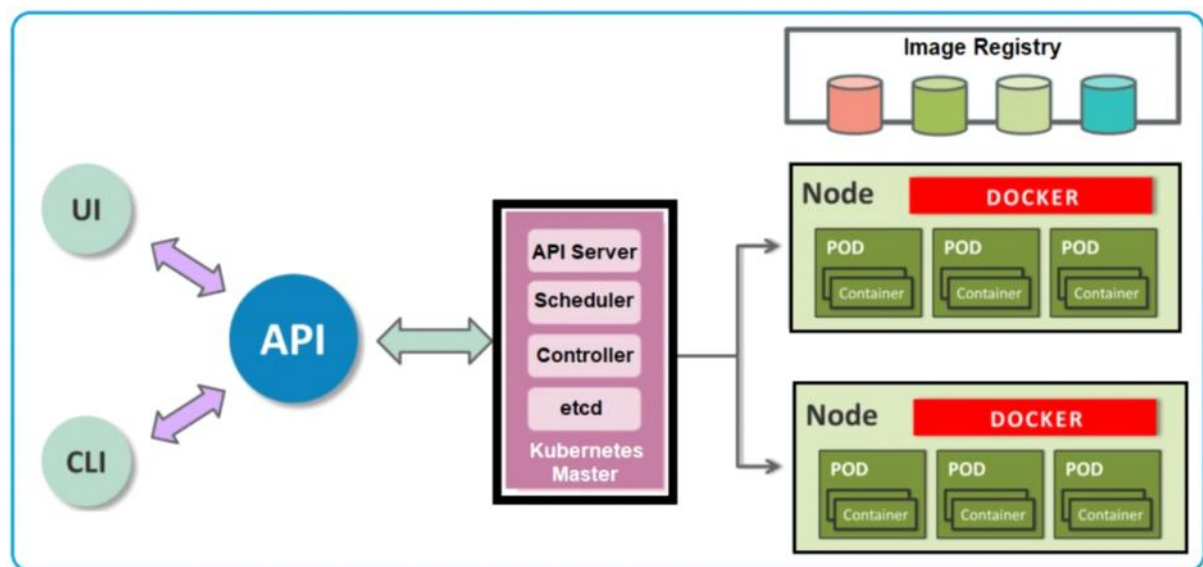 Image Registry
UI
CLI
API
API Server
Scheduler
Controller
etcd
Kubernetes
Master
Node
DOCKER
POD
POD
POD
Container
Container
Container
Node
DOCKER
POD
POD
POD
Container
Container
Container